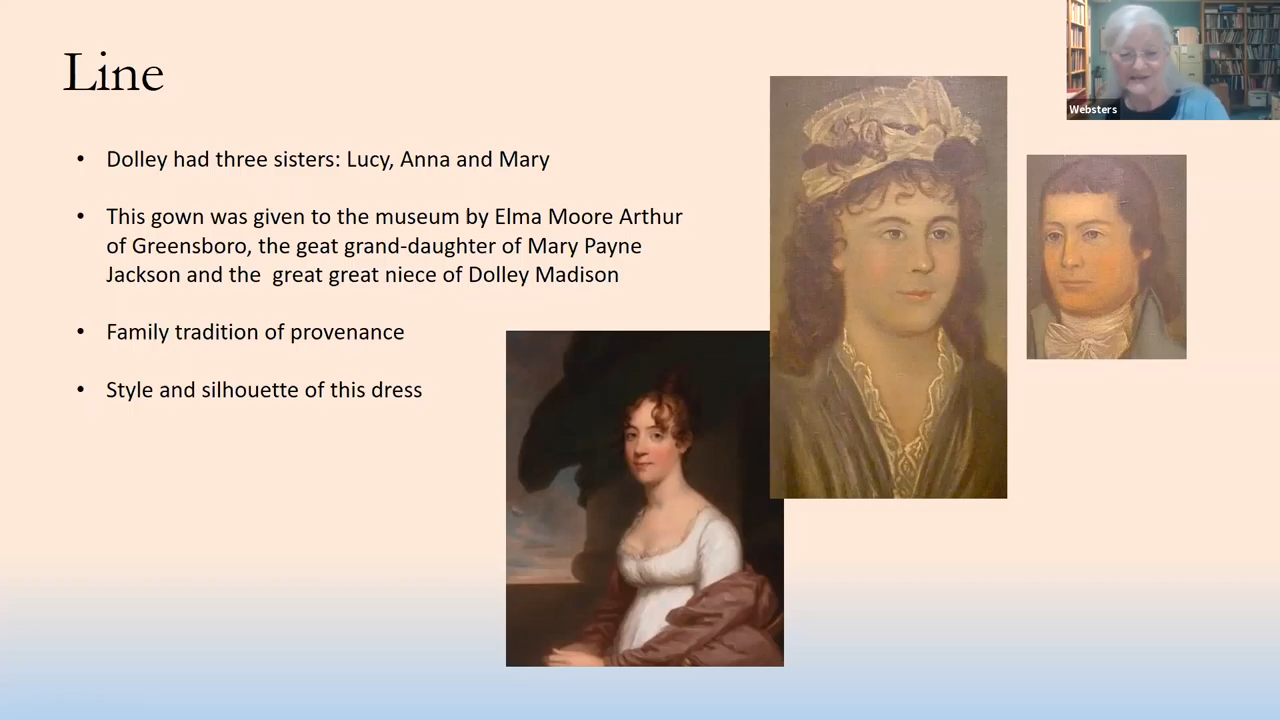 Line
• Dolley had three sisters: Lucy, Anna and Mary
• This gown was given to the museum by Elma Moore Arthur
of Greensboro, the geat grand-daughter of Mary Payne
Jackson and the  great great niece of Dolley Madison
• Family tradition of provenance
• Style and silhouette of this dress
Websters